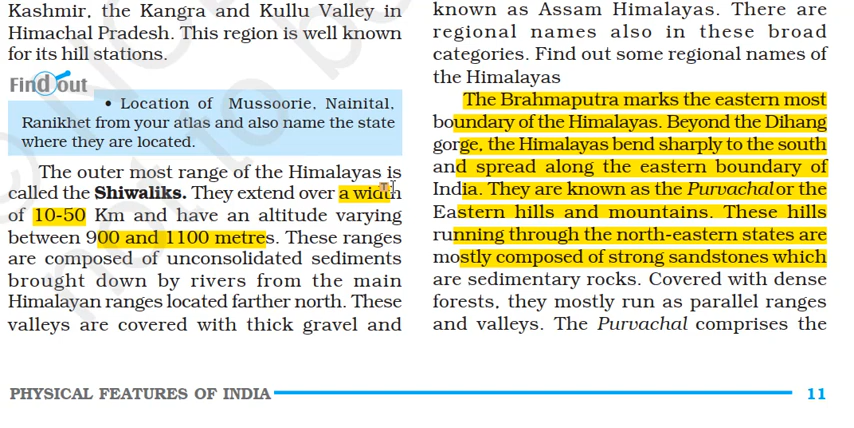 Kashmir, the Kangra and Kullu Valley in
Himachal Pradesh. This region is well known
for its hill stations.
Find out
• Location of Mussoorie, Nainital,
Ranikhet from your atlas and also name the state
where they are located.
The outer most range of the Himalayas is
called the Shiwaliks. They extend over a width
of 10-50 Km and have an altitude varying
between 900 and 1100 metres. These ranges
are composed of unconsolidated sediments
brought down by rivers from the main
Himalayan ranges located farther north. These
valleys are covered with thick gravel and
known as Assam Himalayas. There are
regional names also in these broad
categories. Find out some regional names of
the Himalayas
The Brahmaputra marks the eastern most
boundary of the Himalayas. Beyond the Dihang
gorge, the Himalayas bend sharply to the south
and spread along the eastern boundary of
India. They are known as the Purvachal or the
Eastern hills and mountains. These hills
running through the north-eastern states are
mostly composed of strong sandstones which
are sedimentary rocks. Covered with dense
forests, they mostly run as parallel ranges
and valleys. The Purvachal comprises the
PHYSICAL FEATURES OF INDIA
11